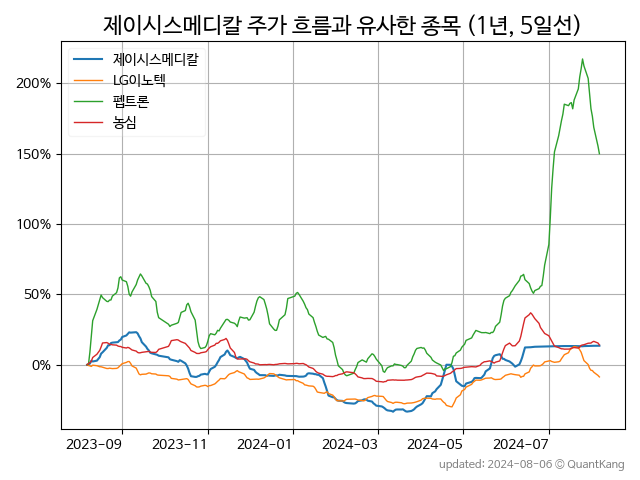 제이시스메디칼 주가 흐름과 유사한 종목 (1년, 5일선)
제이시스메디칼
LG이노텍
펩트론
농심
200%
150%
100%
50%
0%
2023-09 2023-11 2024-01 2024-03 2024-05 2024-07
updated: 2024-08-06 © QuantKang